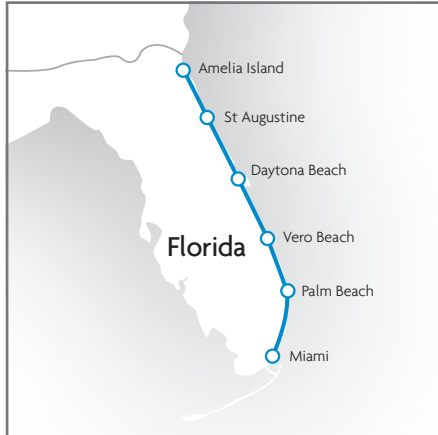 Amelia Island
St Augustine
Daytona Beach
Vero Beach
Florida
Palm Beach
Miami